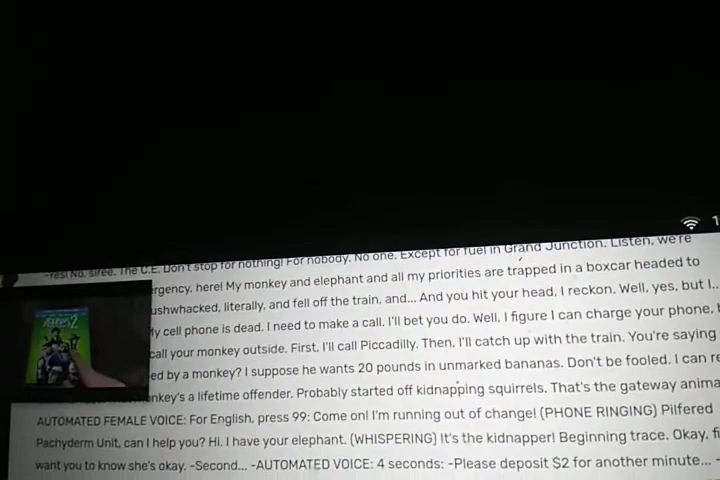 -Yes! No, siree. The C.E. Don't stop for nothing! For nobody. No one. Except for fuel in Grand Junction. Listen, we're
ergency, here! My monkey and elephant and all my priorities are trapped in a boxcar headed to
ushwhacked, literally, and fell off the train, and... And you hit your head, I reckon. Well, yes, but I...
My cell phone is dead. I need to make a call. I'll bet you do. Well, I figure I can charge your phone,
call your monkey outside. First, I'll call Piccadilly. Then, I'll catch up with the train. You're saying
ed by a monkey? I suppose he wants 20 pounds in unmarked bananas. Don't be fooled. I can re
nkey's a lifetime offender. Probably started off kidnapping squirrels. That's the gateway anima
AUTOMATED FEMALE VOICE: For English, press 99: Come on! I'm running out of change! (PHONE RINGING) Pilfered
Pachyderm Unit, can I help you? Hi. I have your elephant. (WHISPERING) It's the kidnapper! Beginning trace. Okay, fi
want you to know she's okay. -Second... -AUTOMATED VOICE: 4 seconds: -Please deposit $2 for another minute... -